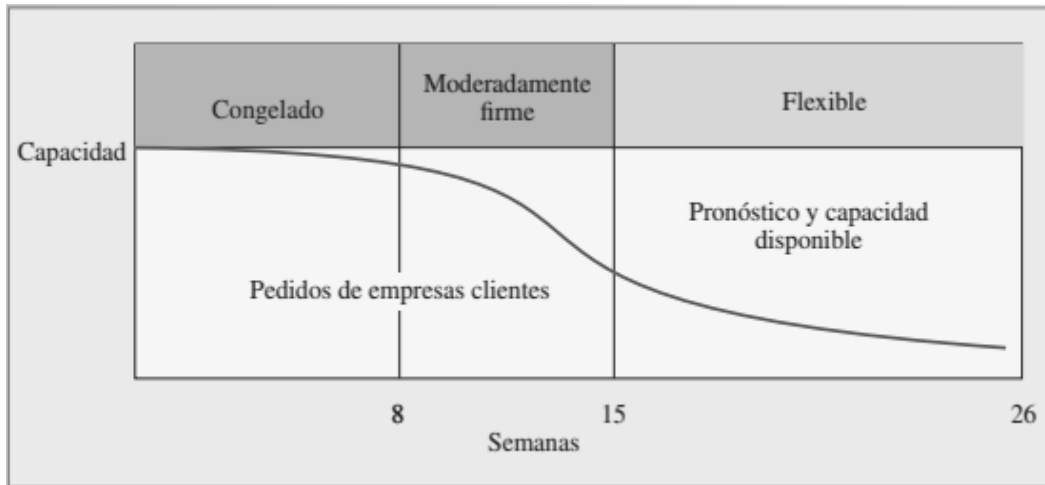 Congelado
Moderadamente
firme
Flexible
Capacidad
Pronóstico y capacidad
disponible
Pedidos de empresas clientes
8
15
26
Semanas